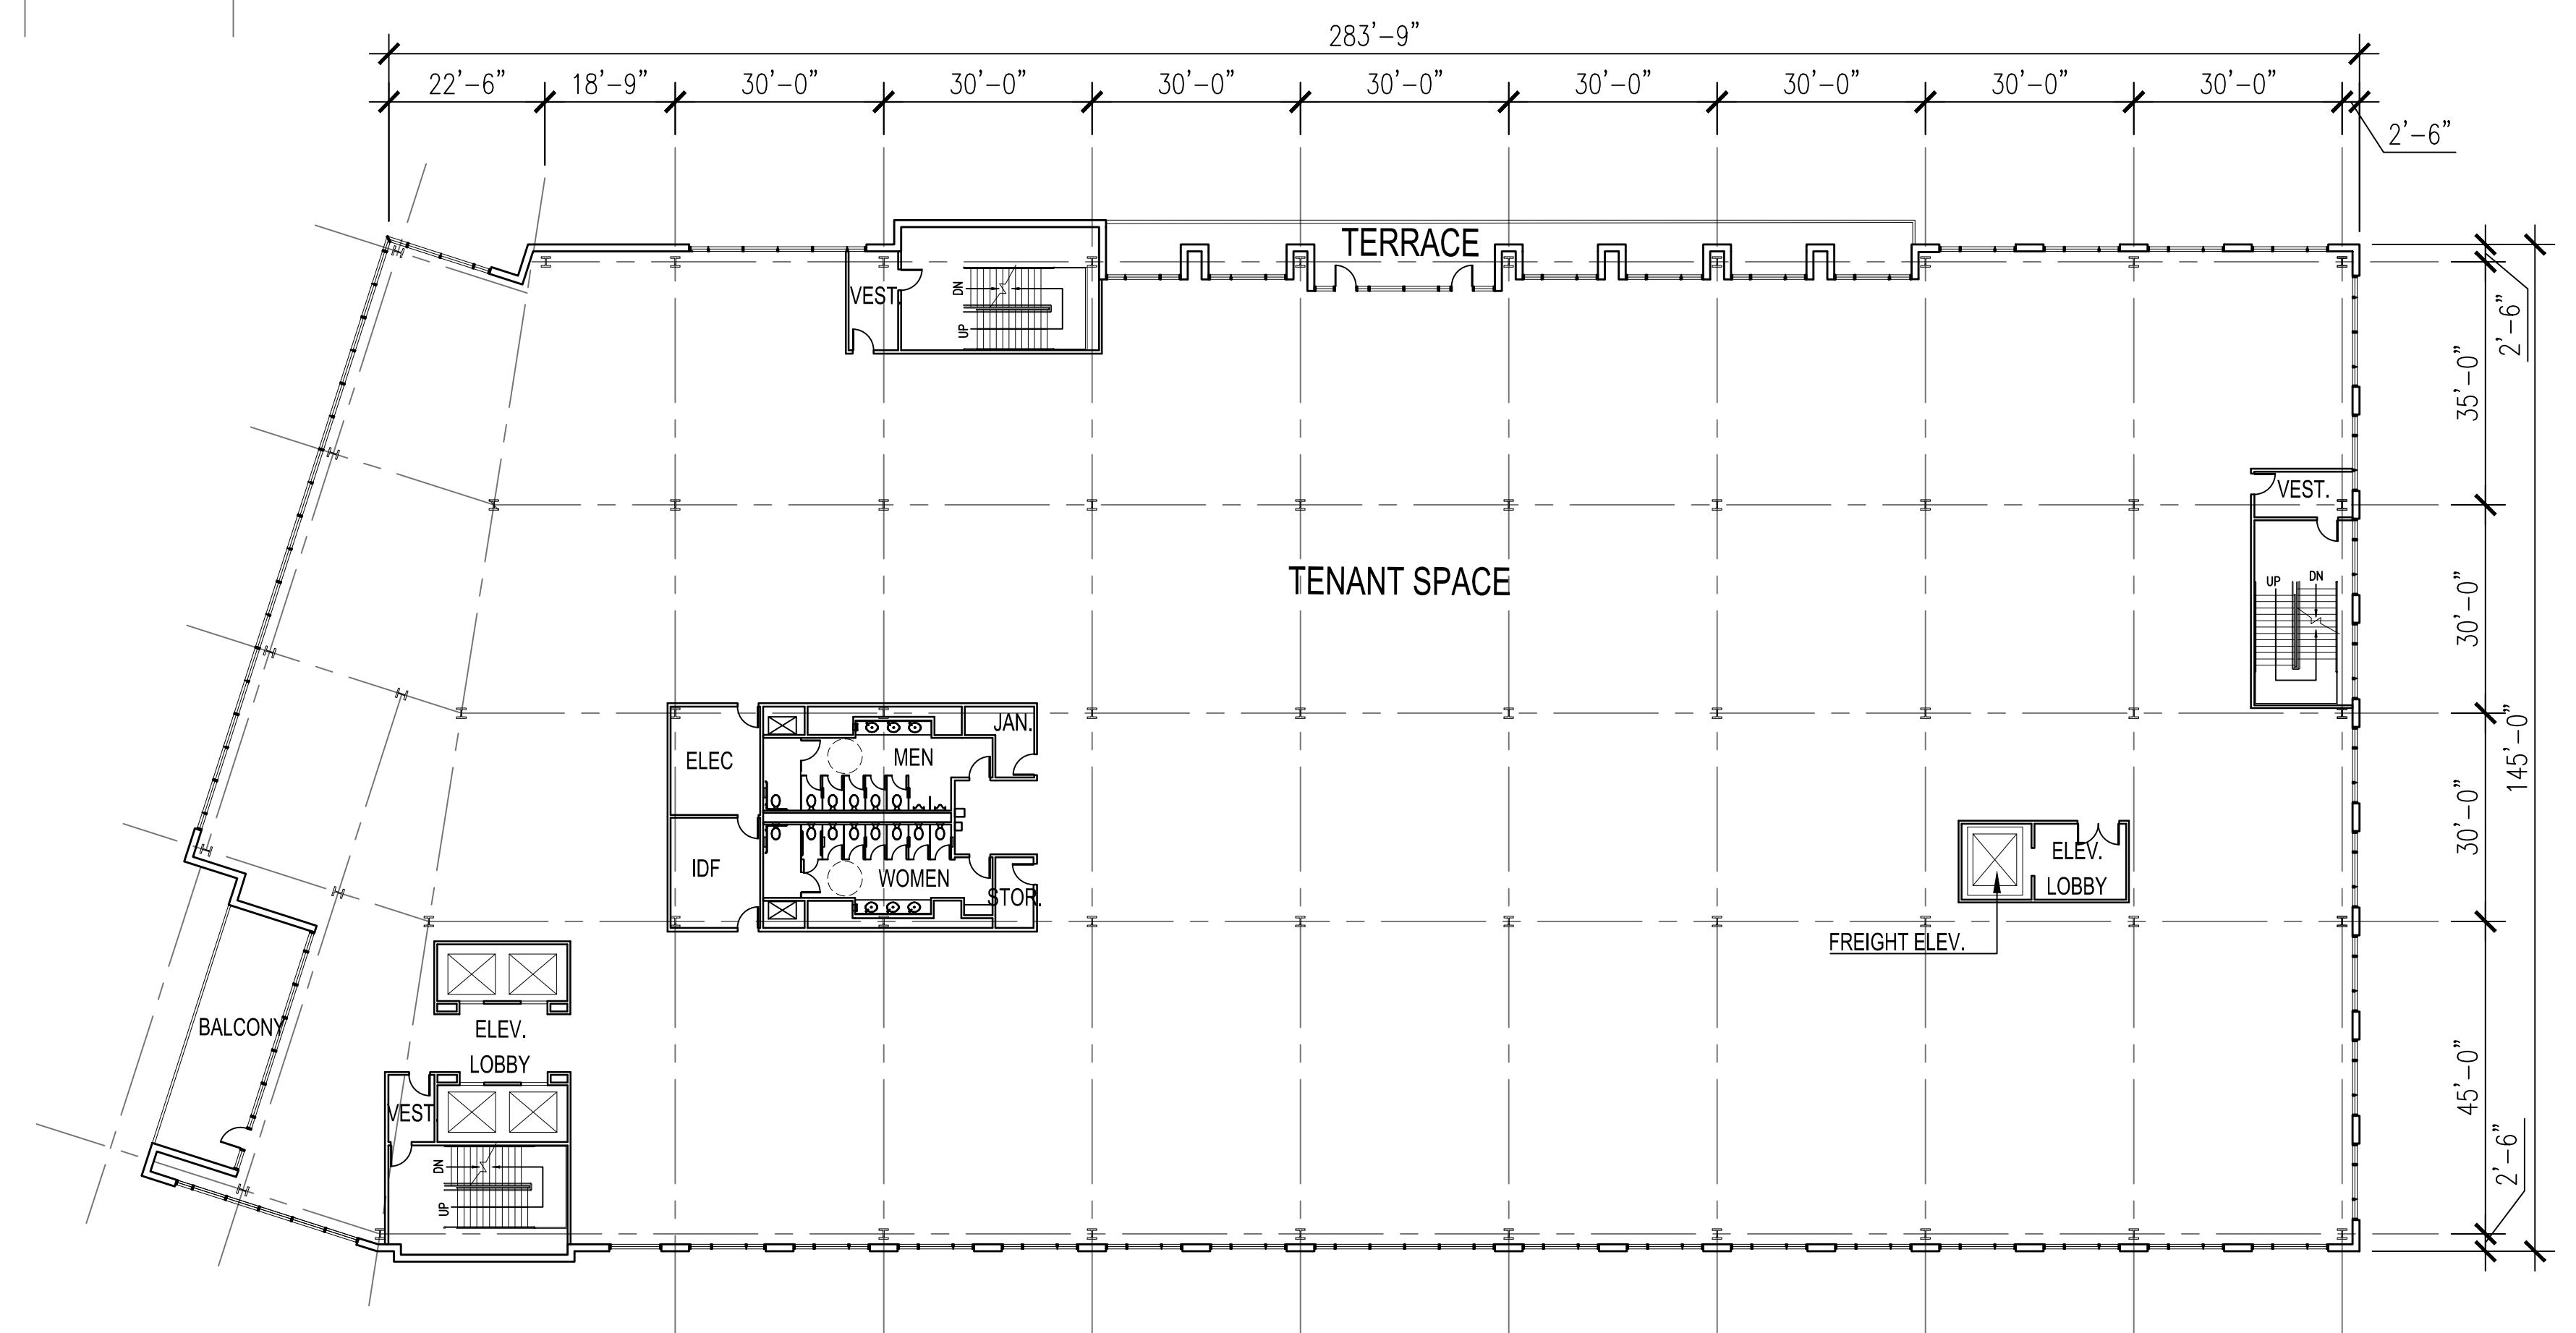 283'-9"
22'-6"
18'-9"
30'-0"
30'-0"
30'-0"
30'-0"
30'-0"
30'-0"
30'-0"
30'-0"
2'-6"
TERRACE
VEST.
DN
UP
2'-6"
35'-0"
VEST.
TENANT SPACE
UP
DN
30'-0"
JAN.
MEN
ELEC
145'-0"
30'-0"
IDF
WOMEN
STOR.
ELEV.
LOBBY
FREIGHT ELEV.
BALCONY
ELEV.
LOBBY
VEST.
45'-0"
DN
UP
2'-6"